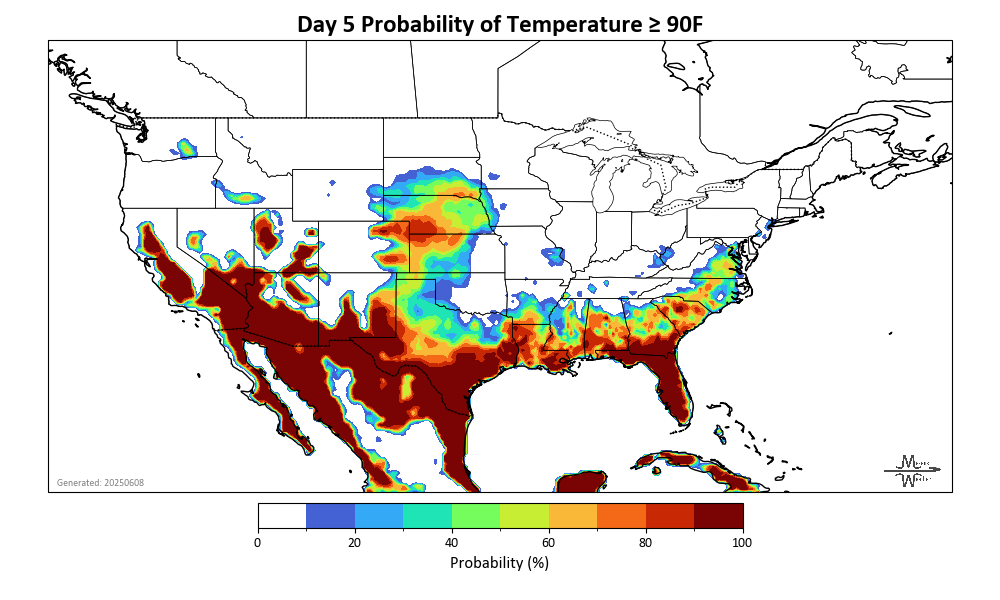 Day 5 Probability of Temperature ≥ 90F
Generated: 20250608
0 20 40 60 80 100
Probability (%)